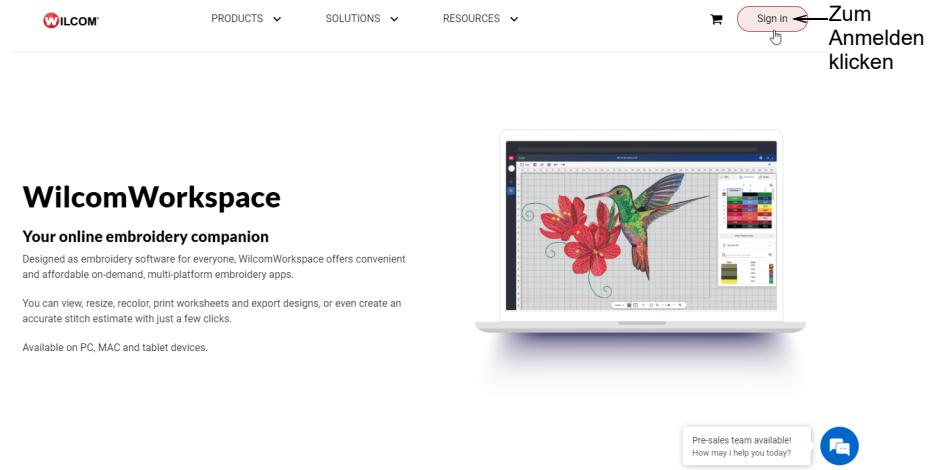 WILCOM
PRODUCTS
SOLUTIONS
RESOURCES
Sign in
Zum
Anmelden
klicken
WilcomWorkspace
Your online embroidery companion
Designed as embroidery software for everyone, WilcomWorkspace offers convenient
and affordable on-demand, multi-platform embroidery apps.
You can view, resize, recolor, print worksheets and export designs, or even create an
accurate stitch estimate with just a few clicks.
Available on PC, MAC and tablet devices.
Pre-sales team available!
How may I help you today?